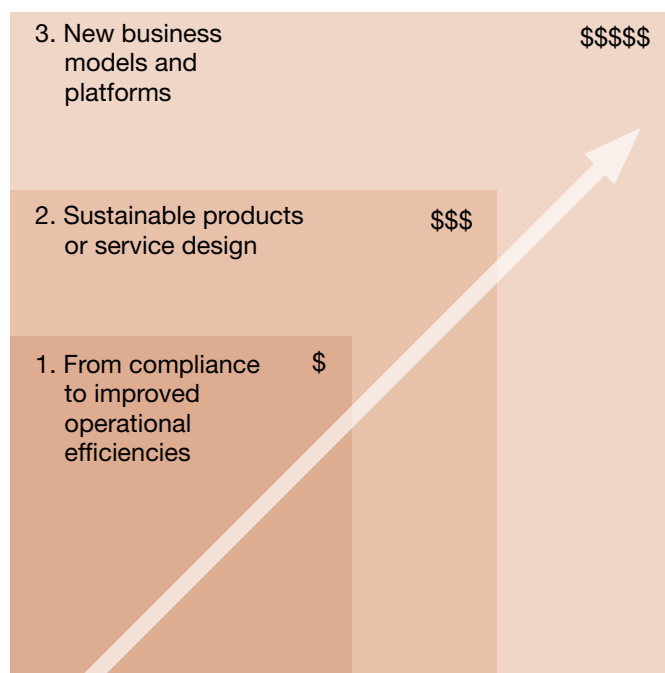 3. New business
models and
platforms
$$$$$
2. Sustainable products
or service design
$$$
1. From compliance
to improved
operational
efficiencies
$